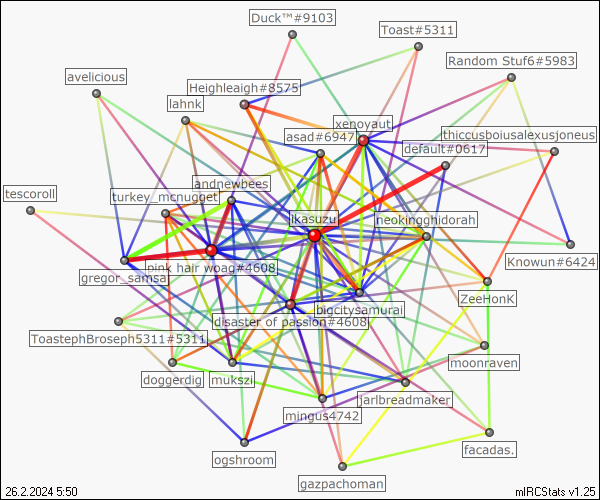 Duck™#9103
Toast#5311
Random Stuf6#5983
avelicious
Heighleigh#8575
lahnk
xenoyaut
thiccusboiusalexusjoneus
asad#6947
default#0617
tescoroll
andnewbees
turkey_mcnugget
ikasuzu
neokingghidorah
Knowun#6424
pink hair woag#4608
gregor_samsa
ZeeHonK
bigcitysamurai
disaster of passion#4608
ToastephBroseph5311#5311
moonraven
doggerdig
mukszi
jarlbreadmaker
mingus4742
facadas.
ogshroom
gazpachoman
26.2.2024 5:50
mIRCStats v1.25